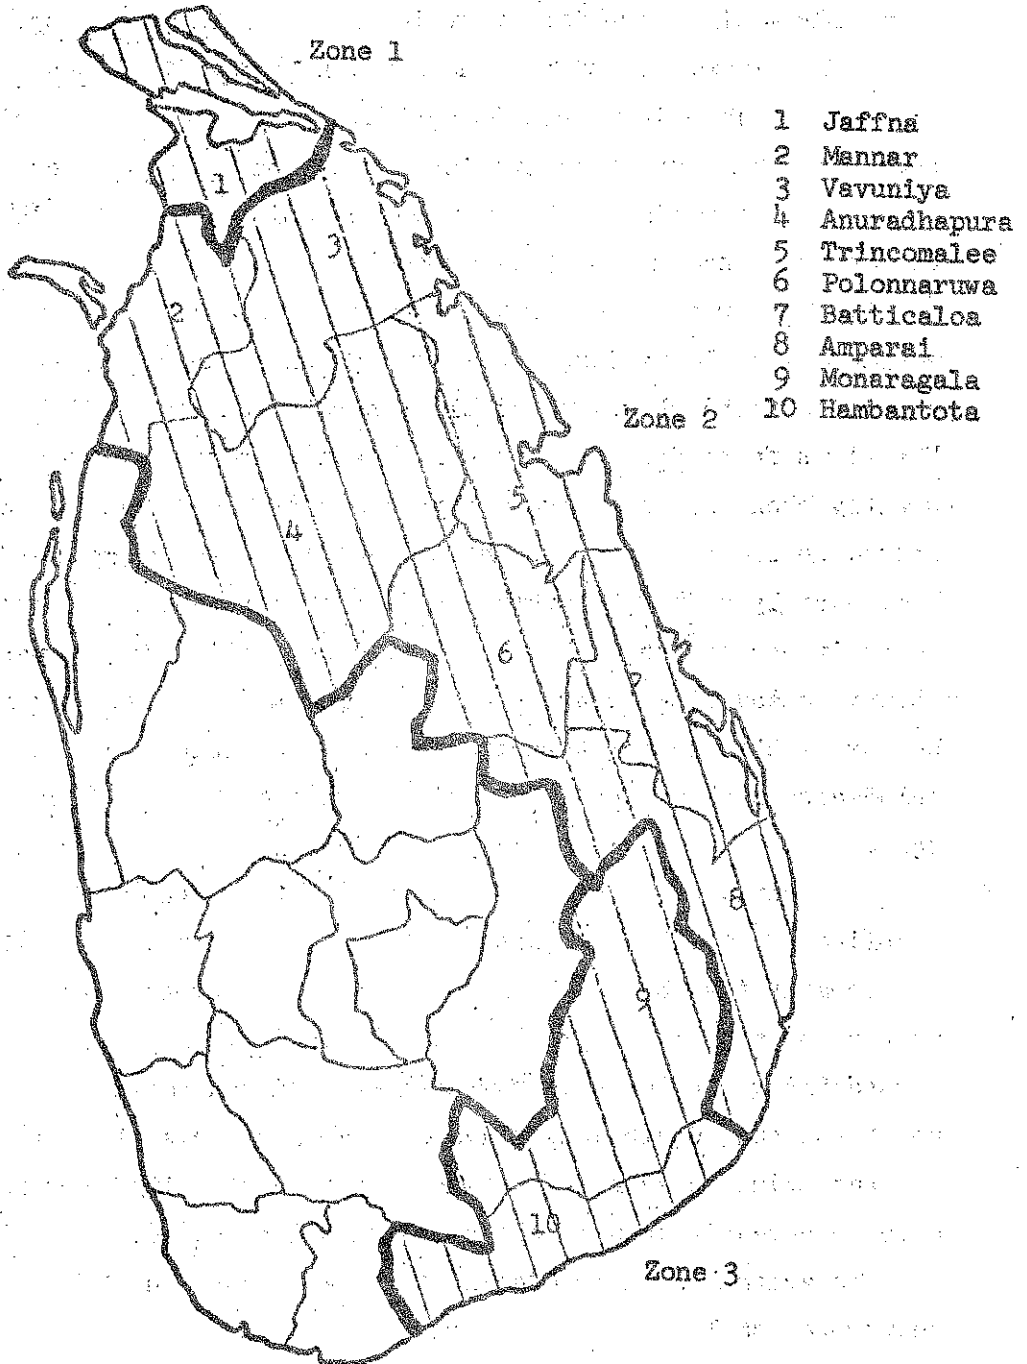 Zone 1
1 Jaffna
2 Mannar
3 Vavuniya
4 Anuradhapura
5 Trincomalee
6 Polonnaruwa
7 Batticaloa
8 Amparai
9 Monaragala
10 Hambantota
Zone 2
1
3
2
4
5
6
7
8
9
10
Zone 3